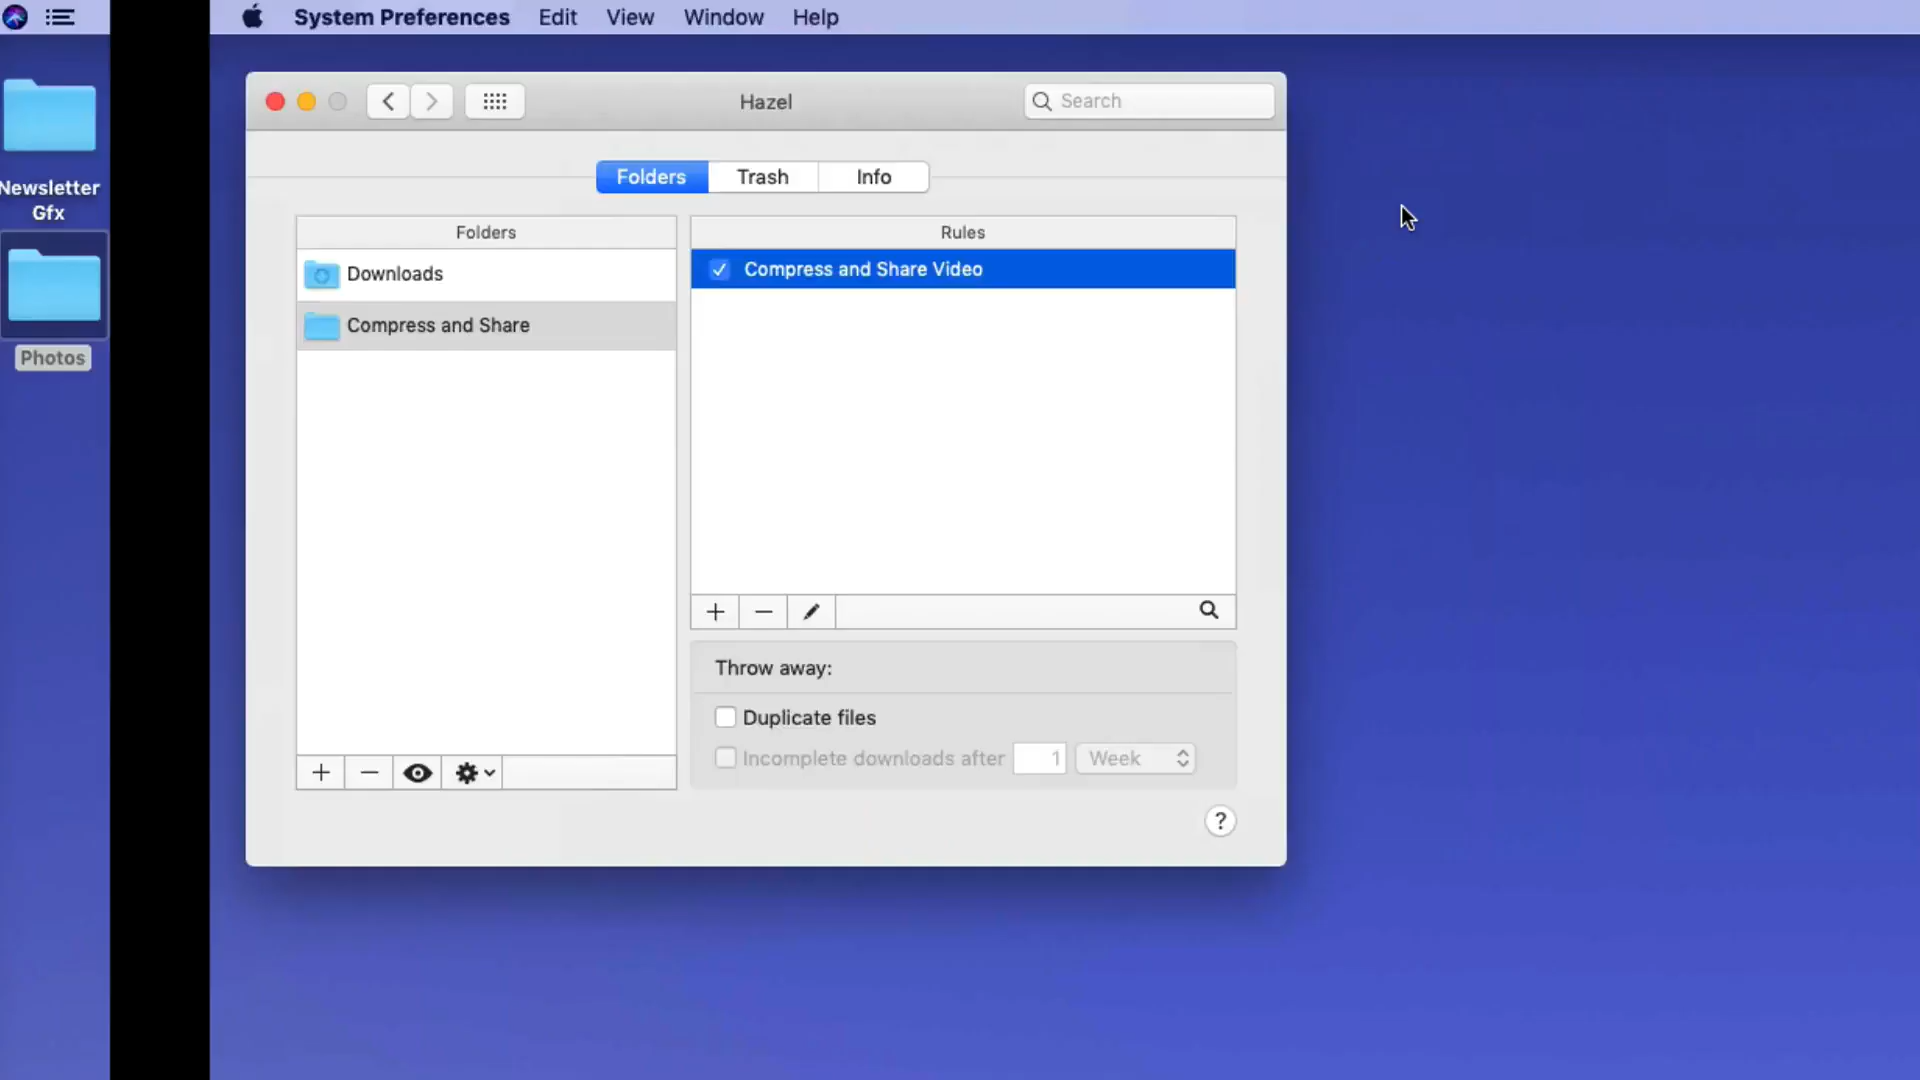 System Preferences Edit View Window Help
Newsletter
Gfx
Photos
Hazel
Search
Folders Trash Info
Folders
Downloads
Compress and Share
Rules
Compress and Share Video
Throw away:
Duplicate files
Incomplete downloads after 1 Week
?